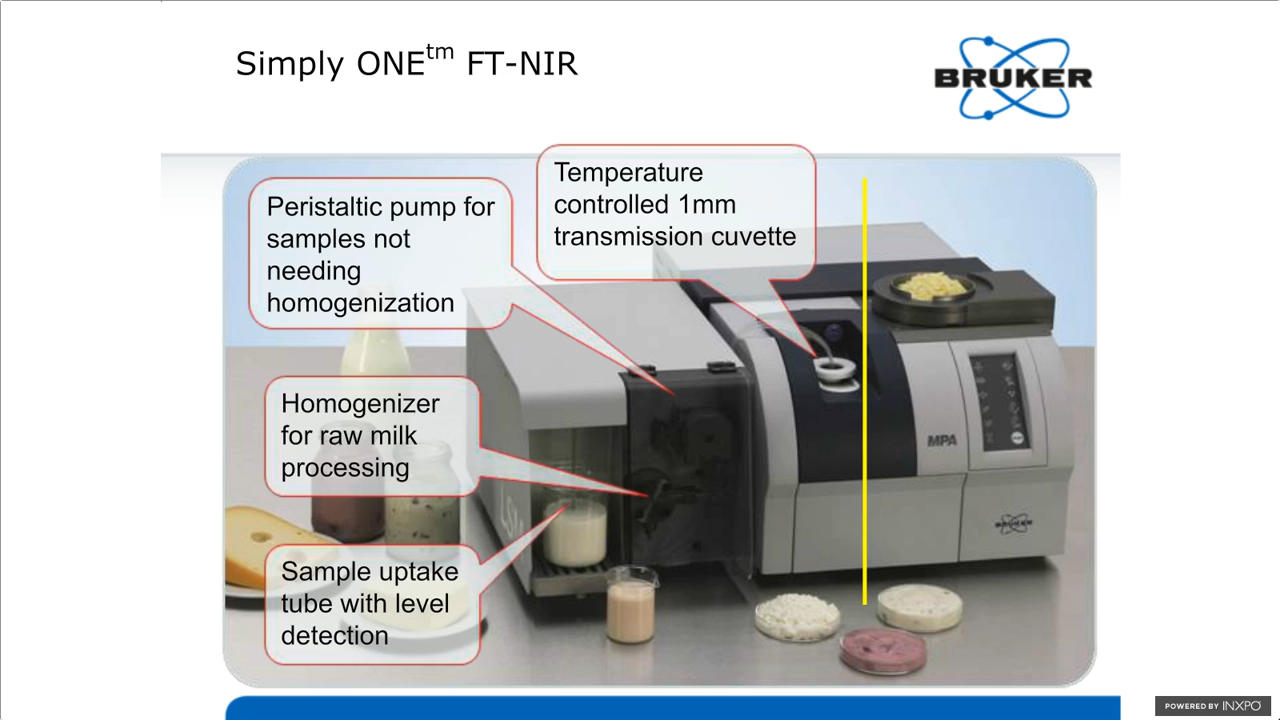 Simply ONEtm FT-NIR
BRUKER
Peristaltic pump for
samples not
needing
homogenization
Temperature
controlled 1mm
transmission cuvette
Homogenizer
for raw milk
processing
Sample uptake
tube with level
detection
MPA
BRUKER
POWERED BY INXPO